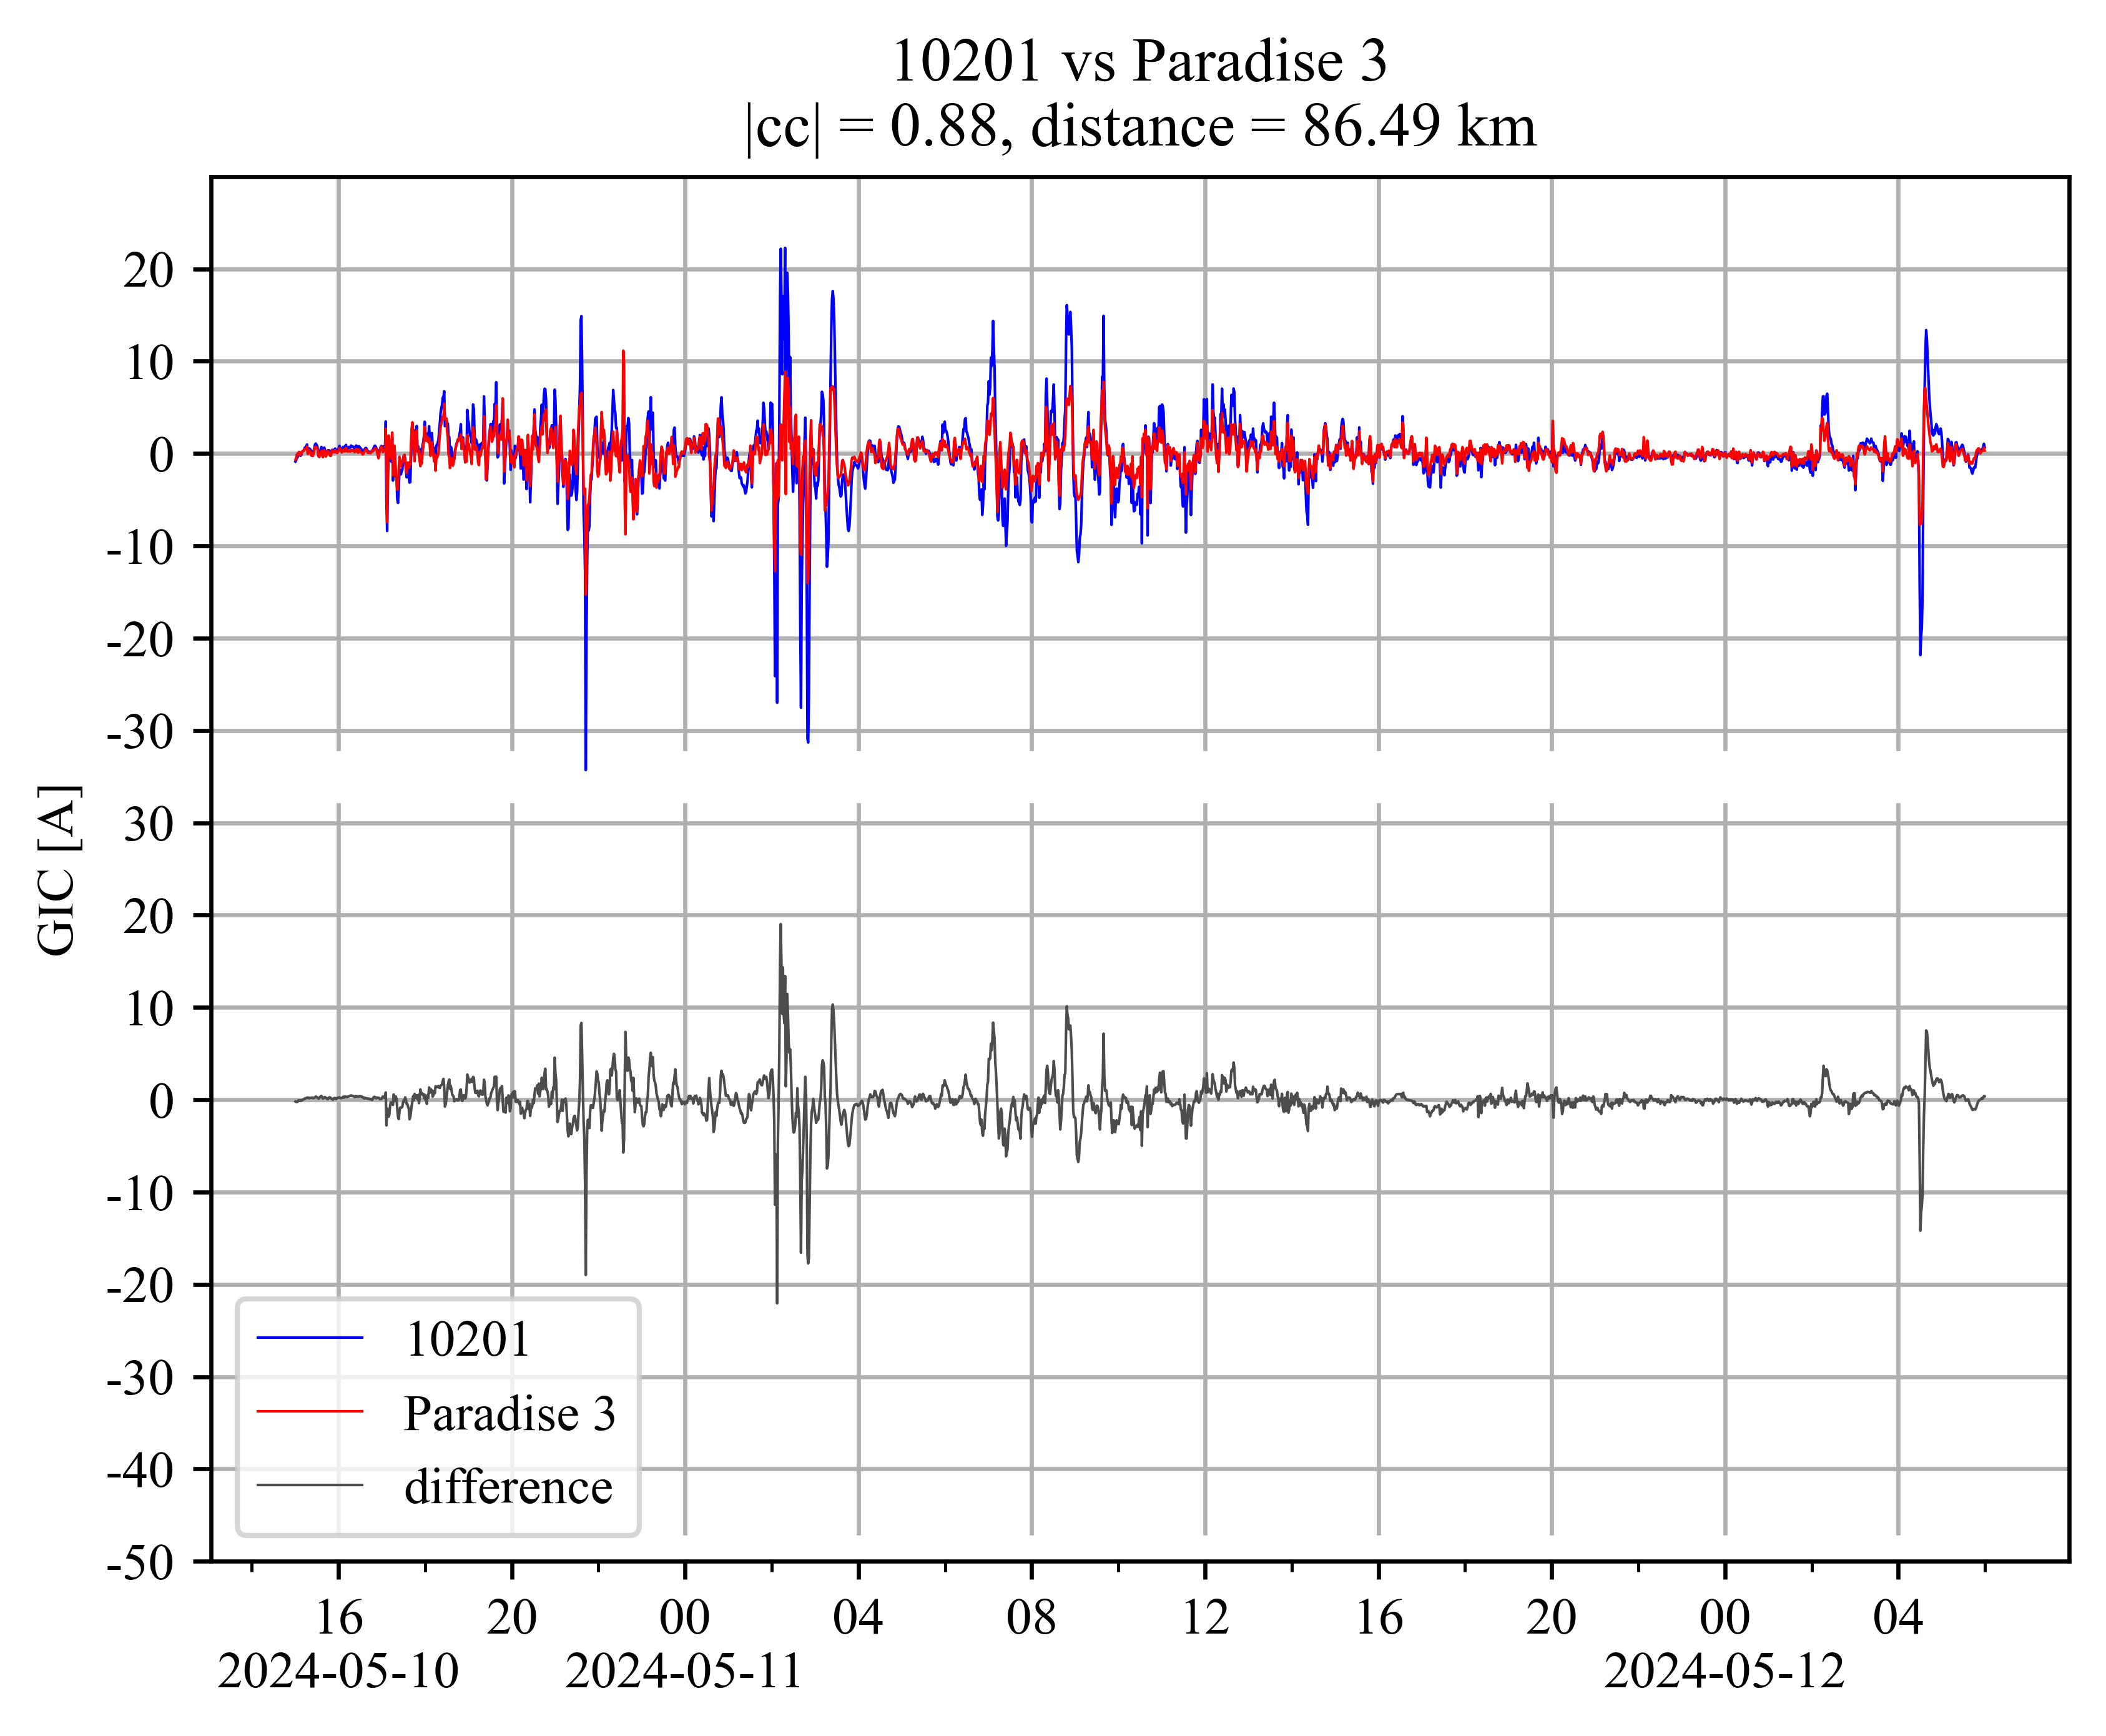 10201 vs Paradise 3
|cc| = 0.88, distance = 86.49 km
GIC [A]
20
10
0
-10
-20
-30
30
20
10
0
-10
-20
-30
-40
-50
10201
Paradise 3
difference
16 20 00 04 08 12 16 20 00 04
2024-05-10 2024-05-11 2024-05-12